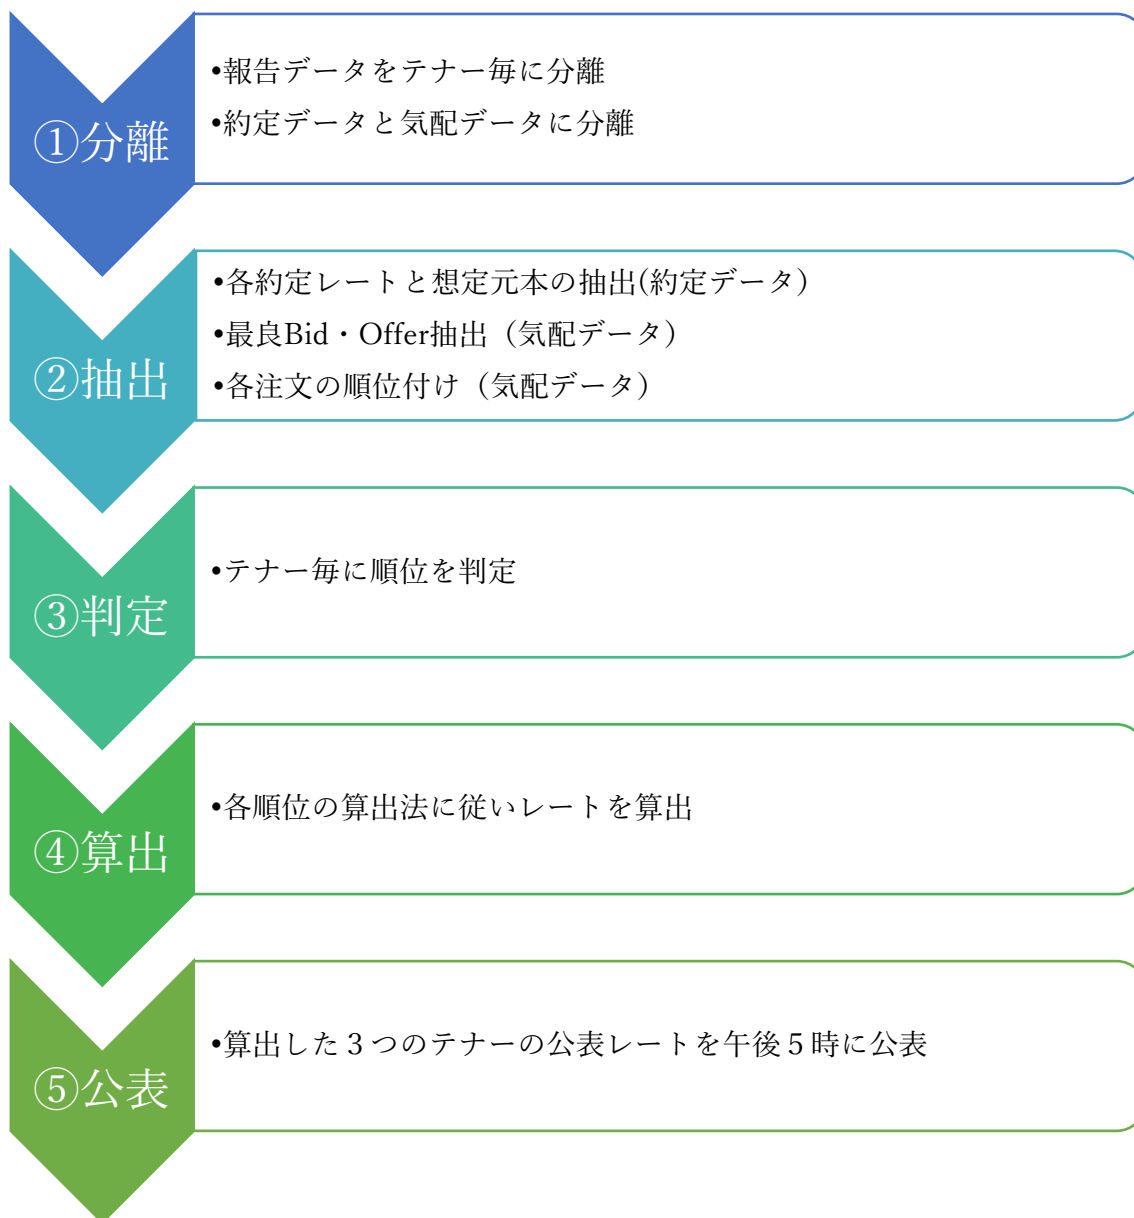 ①分離
•報告データをテナー毎に分離
•約定データと気配データに分離
②抽出
•各約定レートと想定元本の抽出(約定データ)
•最良Bid・Offer抽出（気配データ）
•各注文の順位付け（気配データ）
③判定
•テナー毎に順位を判定
④算出
•各順位の算出法に従いレートを算出
⑤公表
•算出した３つのテナーの公表レートを午後５時に公表